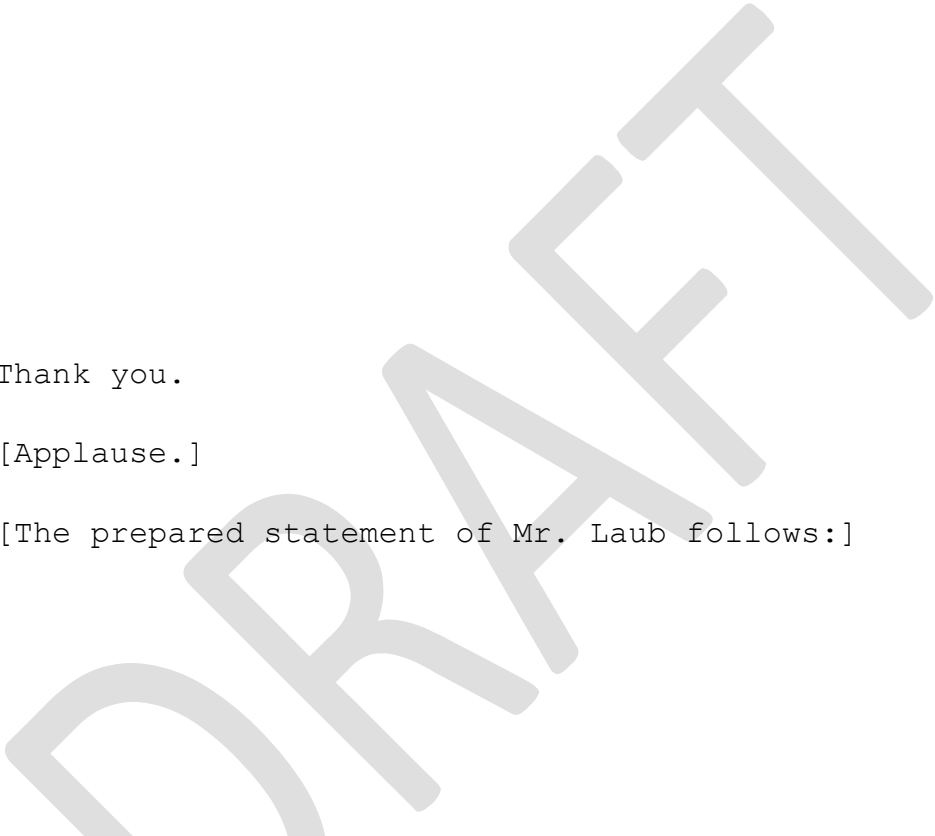 Thank you.
[Applause.]
[The prepared statement of Mr. Laub follows:]
DRAFT